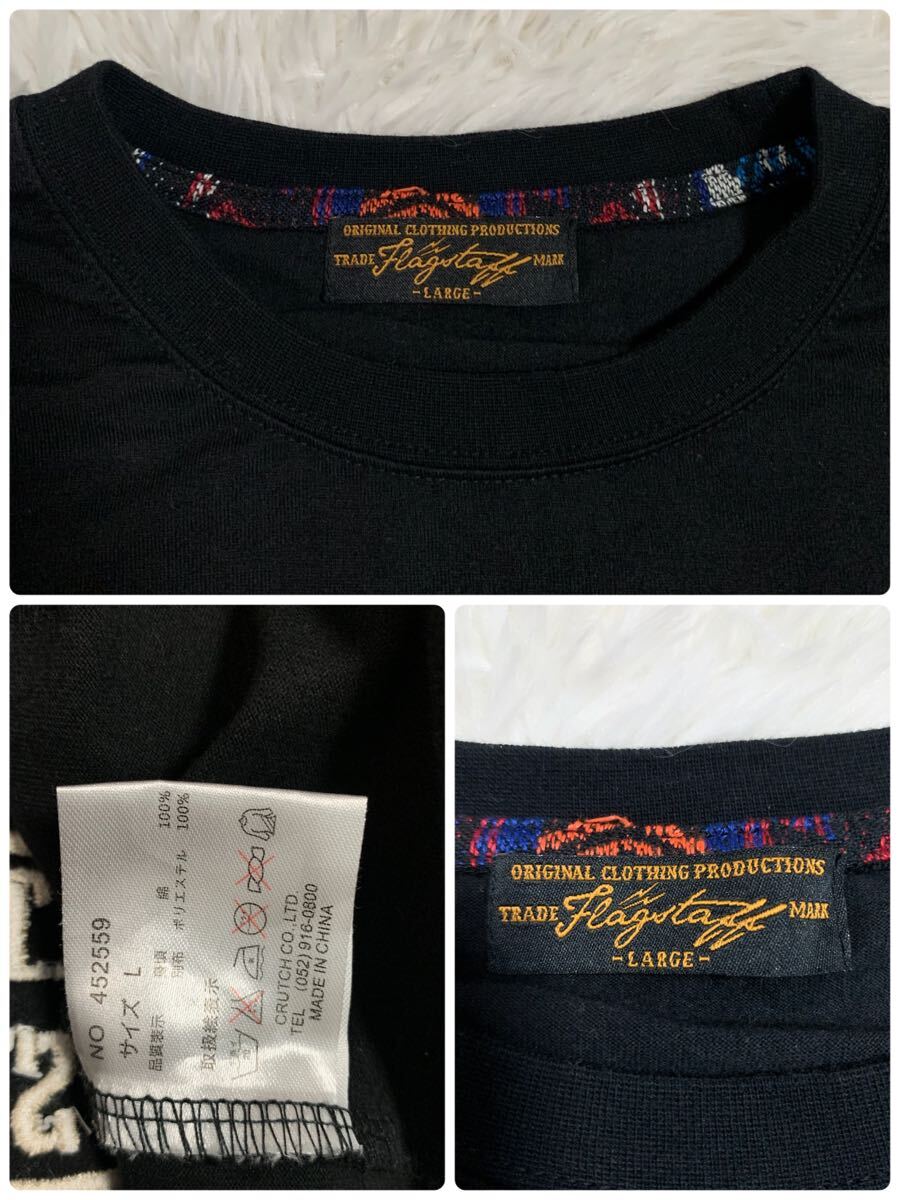 ORIGINAL CLOTHING PRODUCTIONS
TRADE Flagstaff MARK
-LARGE-
NO 452559
サイズ L
品質表示
身頃 綿 100%
別布 ポリエステル 100%
取扱絵表示
CRUTCH CO.,LTD.
TEL (052) 916-0800
MADE IN CHINA
2
ORIGINAL CLOTHING PRODUCTIONS
TRADE Flagstaff MARK
-LARGE-